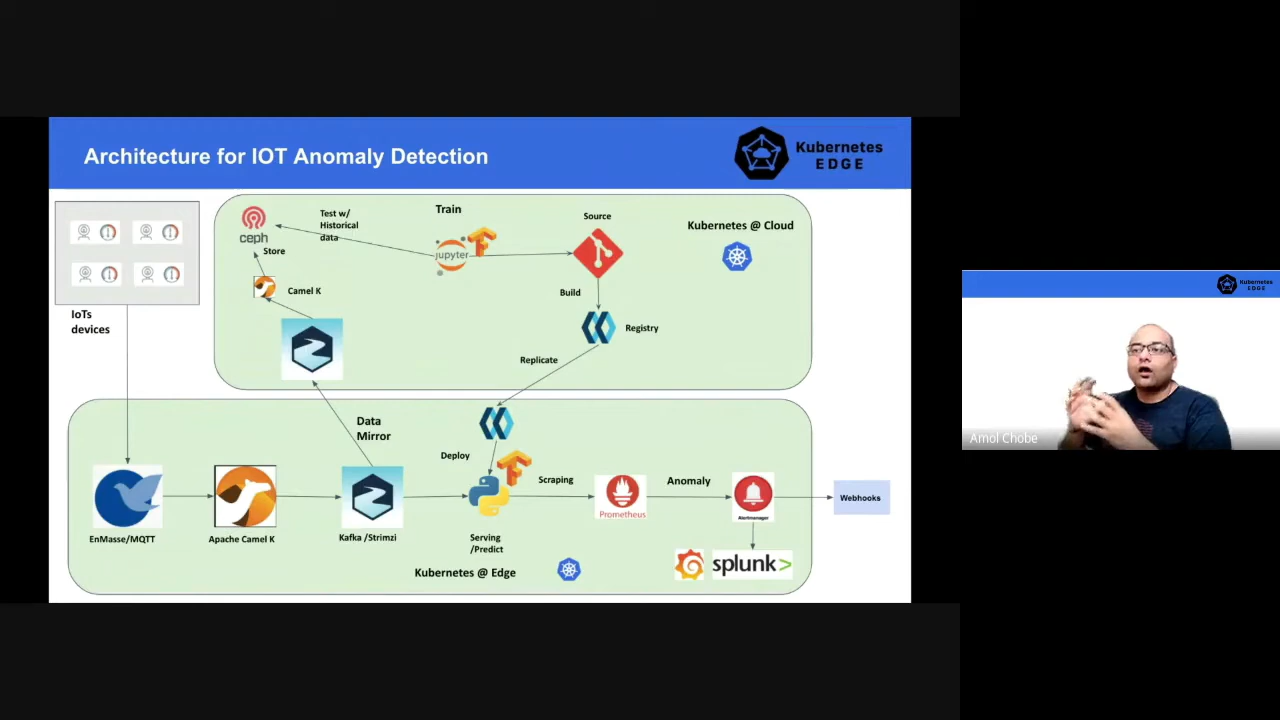 Architecture for IOT Anomaly Detection
Kubernetes
EDGE
IoTs
devices
ceph
Store
Test w/
Historical
data
Train
jupyter
Source
Kubernetes @ Cloud
Camel K
Build
Registry
Replicate
Data
Mirror
Deploy
Scraping
Anomaly
Prometheus
Alertmanager
Webhooks
EnMasse/MQTT
Apache Camel K
Kafka /Strimzi
Serving
/Predict
Kubernetes @ Edge
splunk>
Kubernetes
EDGE
Amol Chobe